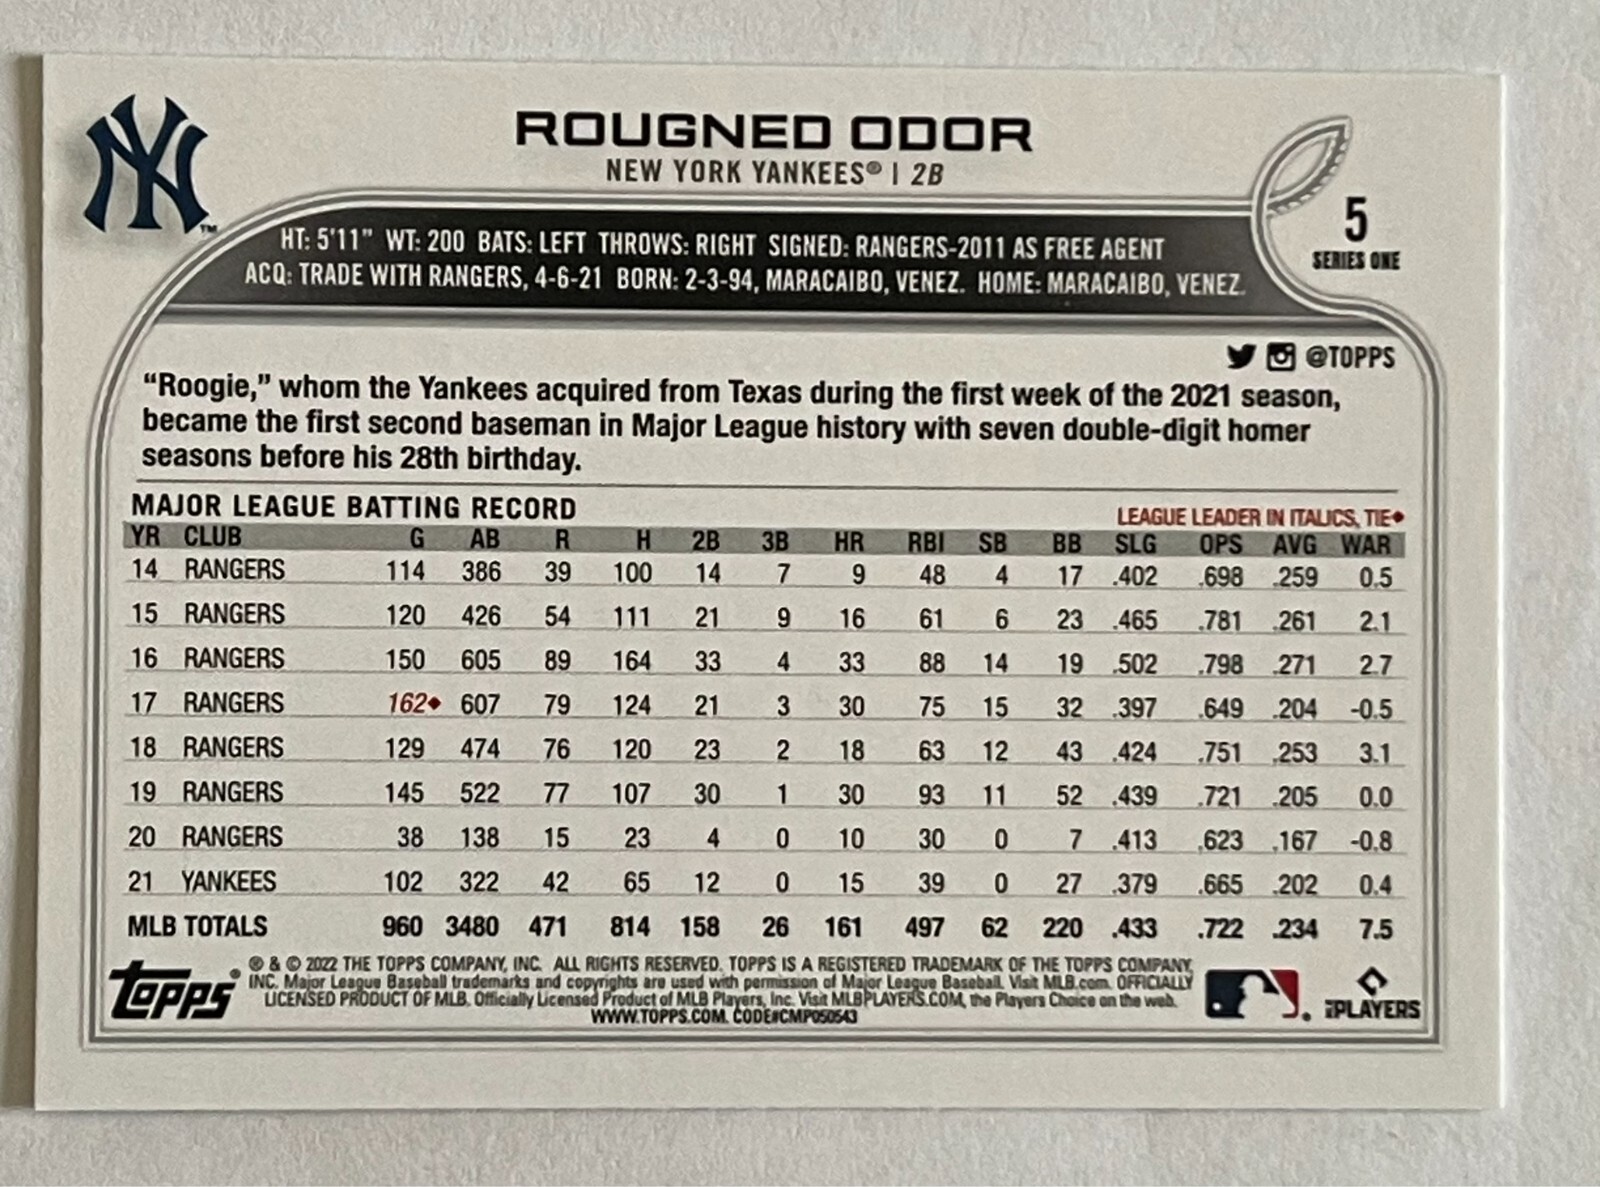 NY
™
ROUGNED ODOR
NEW YORK YANKEES® | 2B
5
SERIES ONE
HT: 5'11" WT: 200 BATS: LEFT THROWS: RIGHT SIGNED: RANGERS-2011 AS FREE AGENT
ACQ: TRADE WITH RANGERS, 4-6-21 BORN: 2-3-94, MARACAIBO, VENEZ. HOME: MARACAIBO, VENEZ.
@TOPPS
“Roogie,” whom the Yankees acquired from Texas during the first week of the 2021 season,
became the first second baseman in Major League history with seven double-digit homer
seasons before his 28th birthday.
MAJOR LEAGUE BATTING RECORD LEAGUE LEADER IN ITALICS, TIE♦
YR CLUB G AB R H 2B 3B HR RBI SB BB SLG OPS AVG WAR
14 RANGERS 114 386 39 100 14 7 9 48 4 17 .402 .698 .259 0.5
15 RANGERS 120 426 54 111 21 9 16 61 6 23 .465 .781 .261 2.1
16 RANGERS 150 605 89 164 33 4 33 88 14 19 .502 .798 .271 2.7
17 RANGERS 162♦ 607 79 124 21 3 30 75 15 32 .397 .649 .204 -0.5
18 RANGERS 129 474 76 120 23 2 18 63 12 43 .424 .751 .253 3.1
19 RANGERS 145 522 77 107 30 1 30 93 11 52 .439 .721 .205 0.0
20 RANGERS 38 138 15 23 4 0 10 30 0 7 .413 .623 .167 -0.8
21 YANKEES 102 322 42 65 12 0 15 39 0 27 .379 .665 .202 0.4
MLB TOTALS 960 3480 471 814 158 26 161 497 62 220 .433 .722 .234 7.5
topps®
® & © 2022 THE TOPPS COMPANY, INC. ALL RIGHTS RESERVED. TOPPS IS A REGISTERED TRADEMARK OF THE TOPPS COMPANY,
INC. Major League Baseball trademarks and copyrights are used with permission of Major League Baseball. Visit MLB.com. OFFICIALLY
LICENSED PRODUCT OF MLB. Officially Licensed Product of MLB Players, Inc. Visit MLBPLAYERS.COM, the Players Choice on the web.
WWW.TOPPS.COM. CODE#CMP050543
PLAYERS